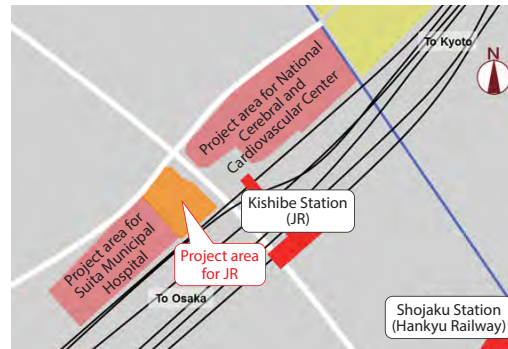 To Kyoto
N
Project area for National
Cerebral and
Cardiovascular Center
Kishibe Station
(JR)
Project area for
Suita Municipal
Hospital
Project area
for JR
To Osaka
Shojaku Station
(Hankyu Railway)